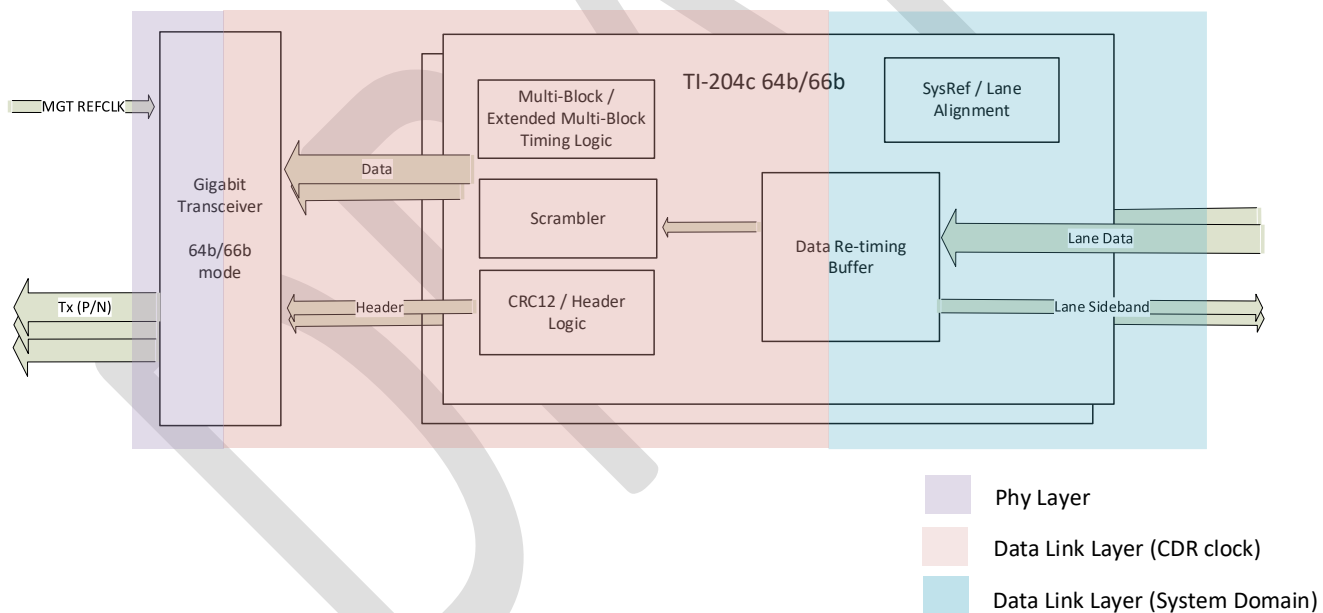 TI-204c 64b/66b
SysRef / Lane
Alignment
MGT REFCLK
Multi-Block /
Extended Multi-Block
Timing Logic
Data
Gigabit
Transceiver
64b/66b
mode
Scrambler
Data Re-timing
Buffer
Lane Data
Tx (P/N)
Header
CRC12 / Header
Logic
Lane Sideband
Phy Layer
Data Link Layer (CDR clock)
Data Link Layer (System Domain)